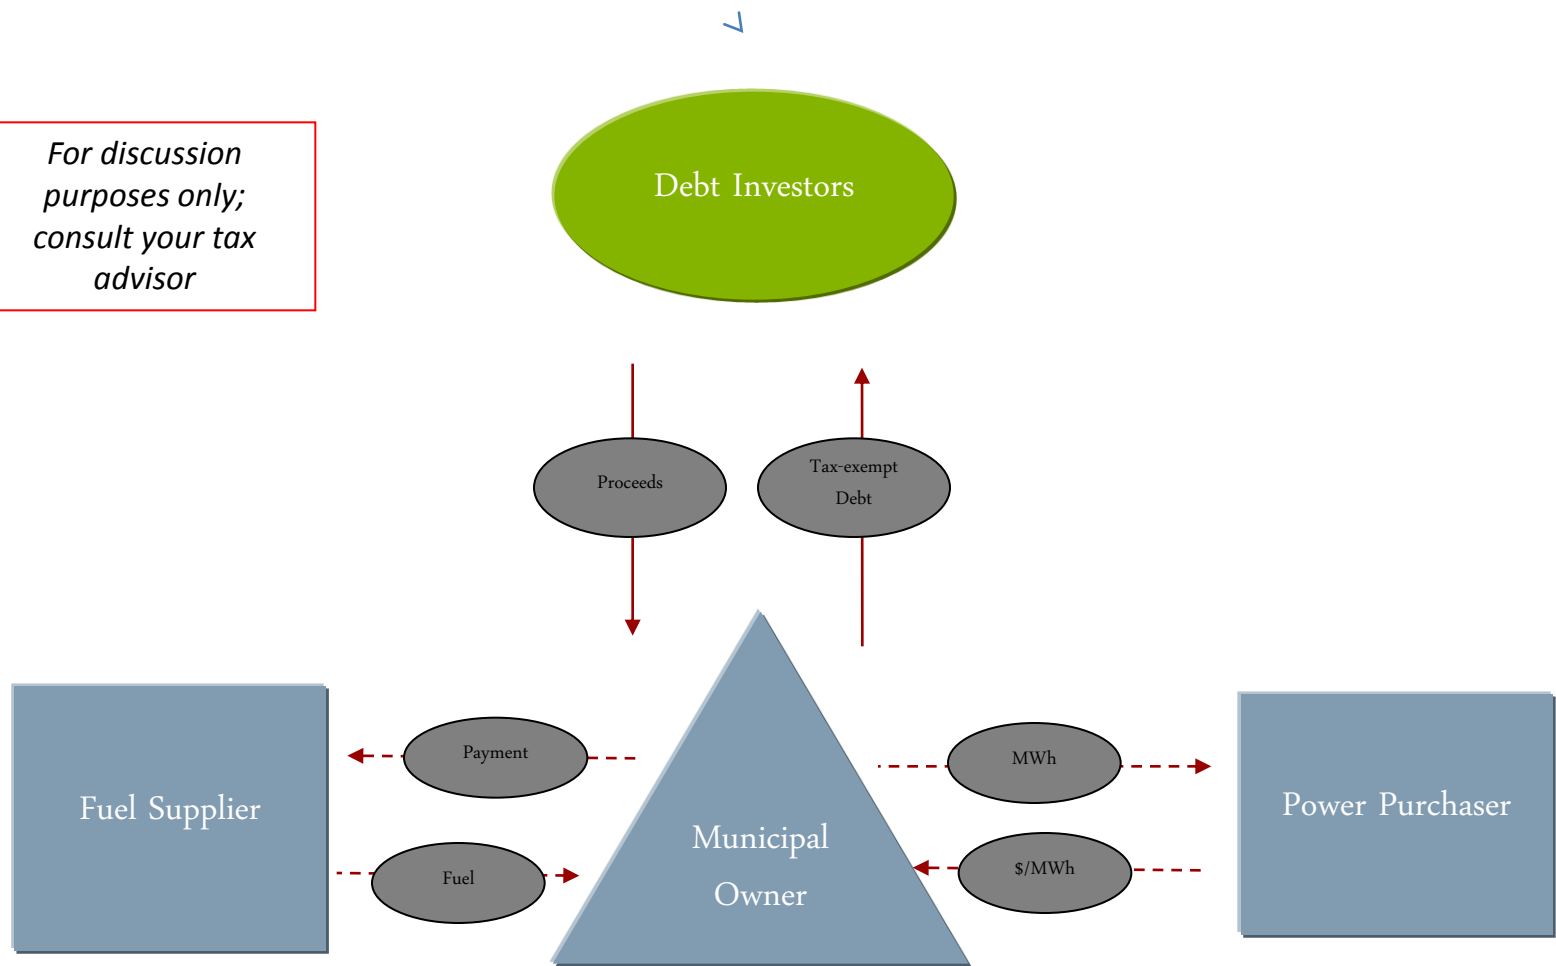 For discussion
purposes only;
consult your tax
advisor
Debt Investors
Proceeds
Tax-exempt
Debt
Payment
MWh
Fuel Supplier
Municipal
Owner
Power Purchaser
Fuel
$/MWh